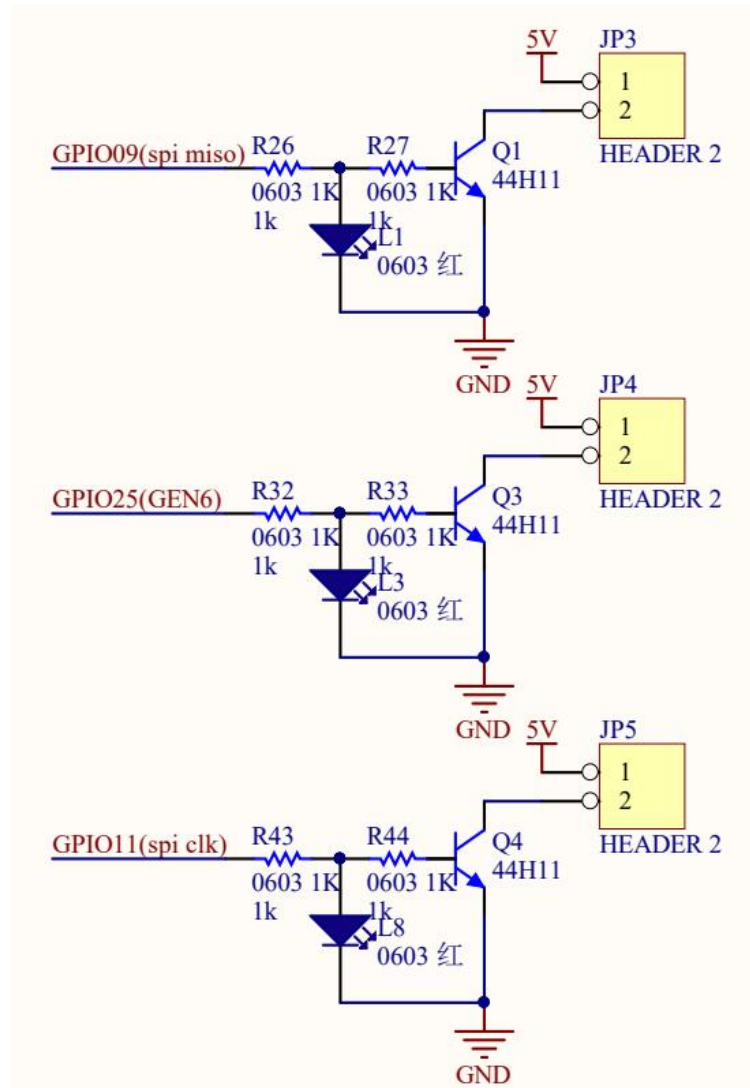 5V
JP3
1
2
HEADER 2
GPIO09(spi miso)
R26
0603 1K
1k
R27
0603 1K
1k
Q1
44H11
L1
0603 红
GND
5V
JP4
1
2
HEADER 2
GPIO25(GEN6)
R32
0603 1K
1k
R33
0603 1K
1k
Q3
44H11
L3
0603 红
GND
5V
JP5
1
2
HEADER 2
GPIO11(spi clk)
R43
0603 1K
1k
R44
0603 1K
1k
Q4
44H11
L8
0603 红
GND